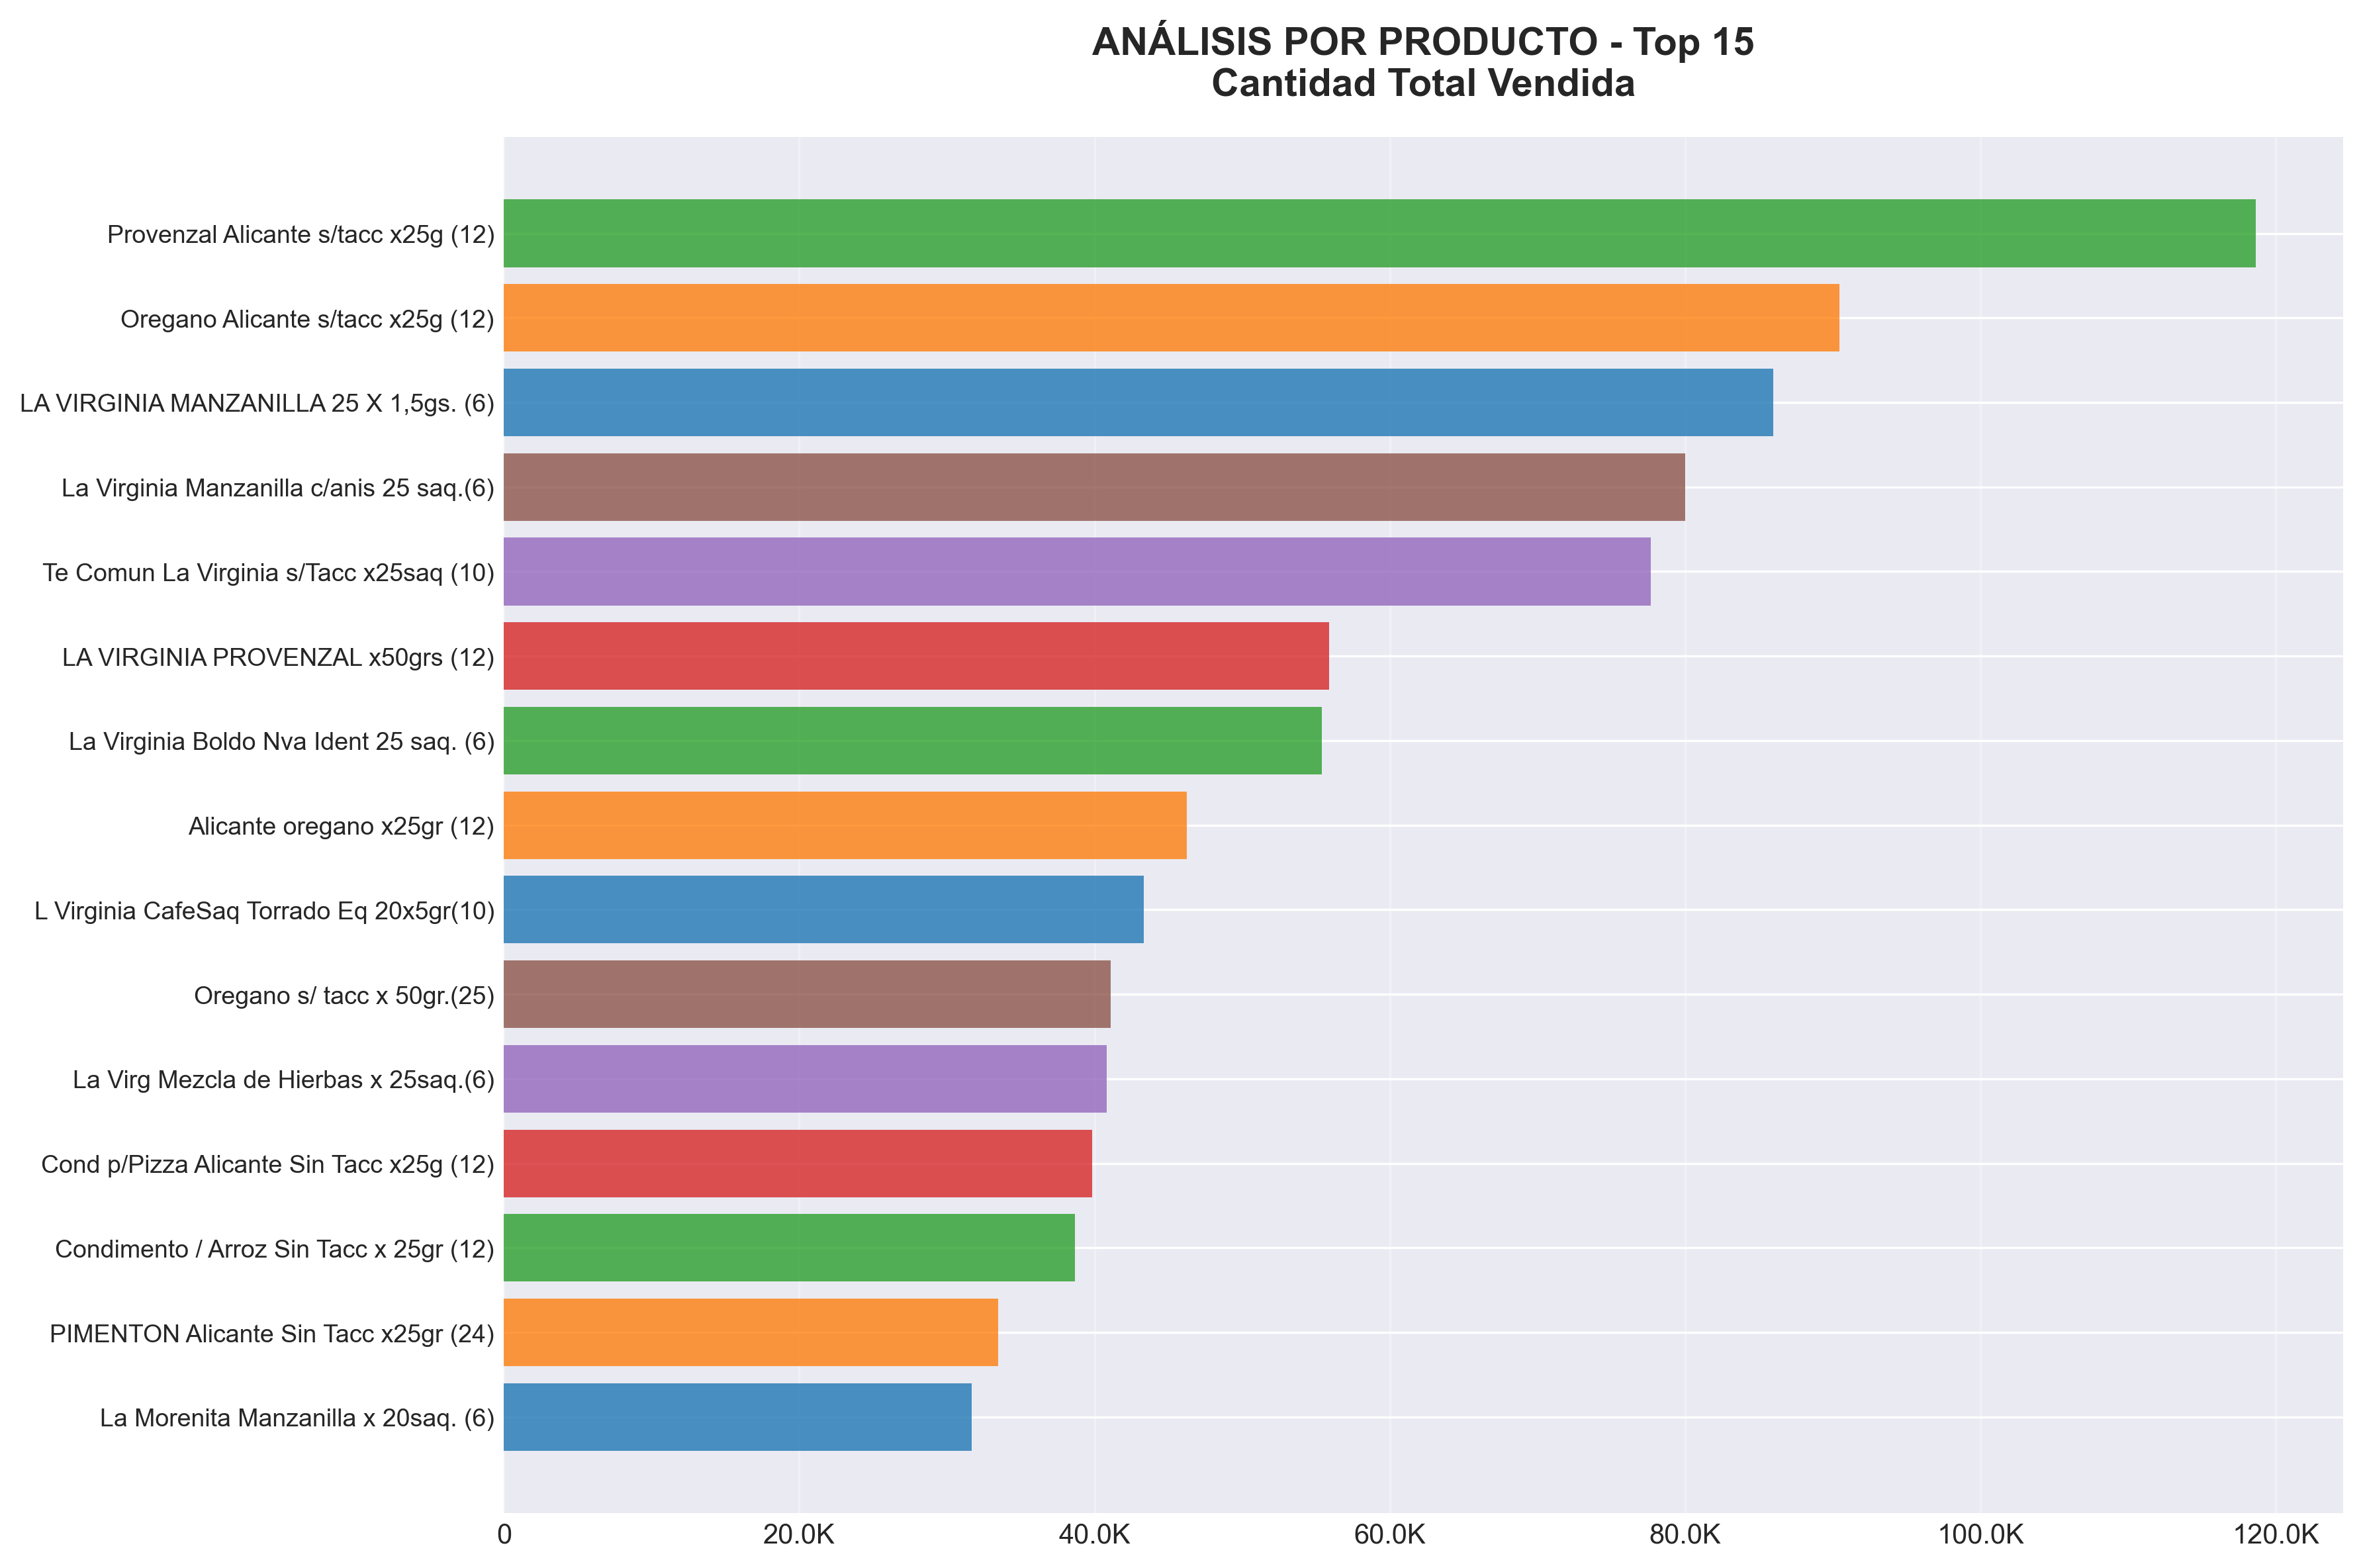 ANÁLISIS POR PRODUCTO - Top 15
Cantidad Total Vendida
Provenzal Alicante s/tacc x25g (12)
Oregano Alicante s/tacc x25g (12)
LA VIRGINIA MANZANILLA 25 X 1,5gs. (6)
La Virginia Manzanilla c/anis 25 saq.(6)
Te Comun La Virginia s/Tacc x25saq (10)
LA VIRGINIA PROVENZAL x50grs (12)
La Virginia Boldo Nva Ident 25 saq. (6)
Alicante oregano x25gr (12)
L Virginia CafeSaq Torrado Eq 20x5gr(10)
Oregano s/ tacc x 50gr.(25)
La Virg Mezcla de Hierbas x 25saq.(6)
Cond p/Pizza Alicante Sin Tacc x25g (12)
Condimento / Arroz Sin Tacc x 25gr (12)
PIMENTON Alicante Sin Tacc x25gr (24)
La Morenita Manzanilla x 20saq. (6)
0 20.0K 40.0K 60.0K 80.0K 100.0K 120.0K